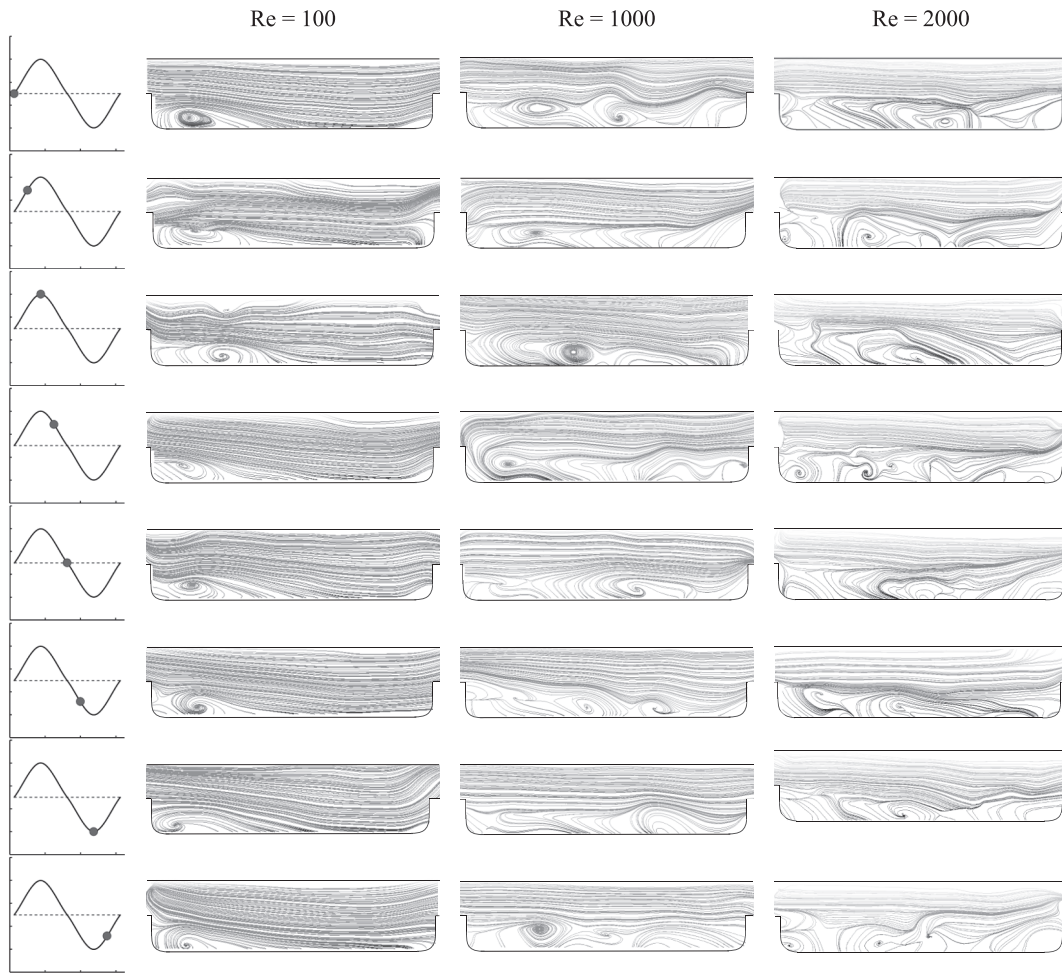 Re = 100 Re = 1000 Re = 2000